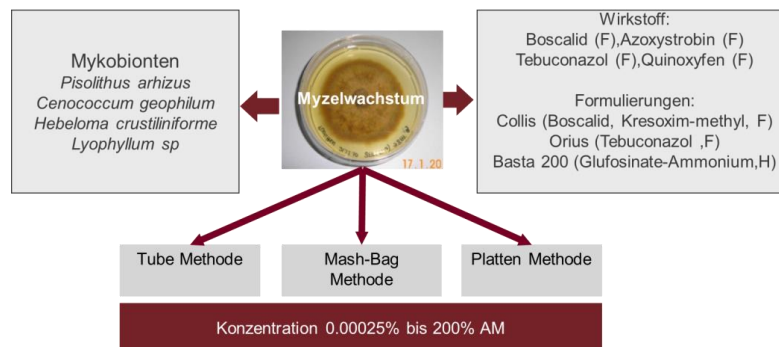 Mykobionten
Pisolithus arhizus
Cenococcum geophilum
Hebeloma crustiliniforme
Lyophyllum sp
Myzelwachstum
17.1.20
Wirkstoff:
Boscalid (F),Azoxystrobin (F)
Tebuconazol (F),Quinoxyfen (F)
Formulierungen:
Collis (Boscalid, Kresoxim-methyl, F)
Orius (Tebuconazol ,F)
Basta 200 (Glufosinate-Ammonium,H)
Tube Methode
Mash-Bag
Methode
Platten Methode
Konzentration 0.00025% bis 200% AM